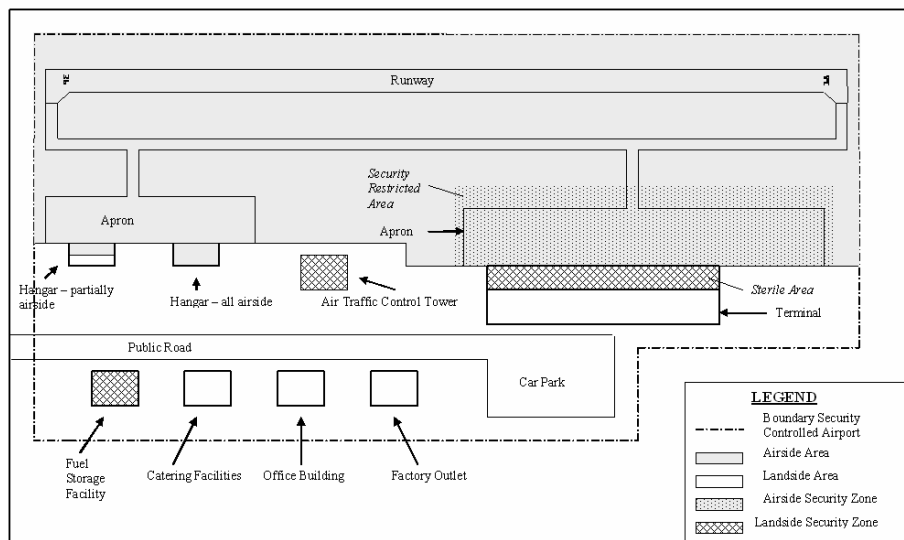 Runway
Security
Restricted
Area
Apron
Apron
Hangar – partially
airside
Hangar – all airside
Air Traffic Control Tower
Sterile Area
Terminal
Public Road
Car Park
Fuel
Storage
Facility
Catering Facilities
Office Building
Factory Outlet
LEGEND
Boundary Security
Controlled Airport
Airside Area
Landside Area
Airside Security Zone
Landside Security Zone